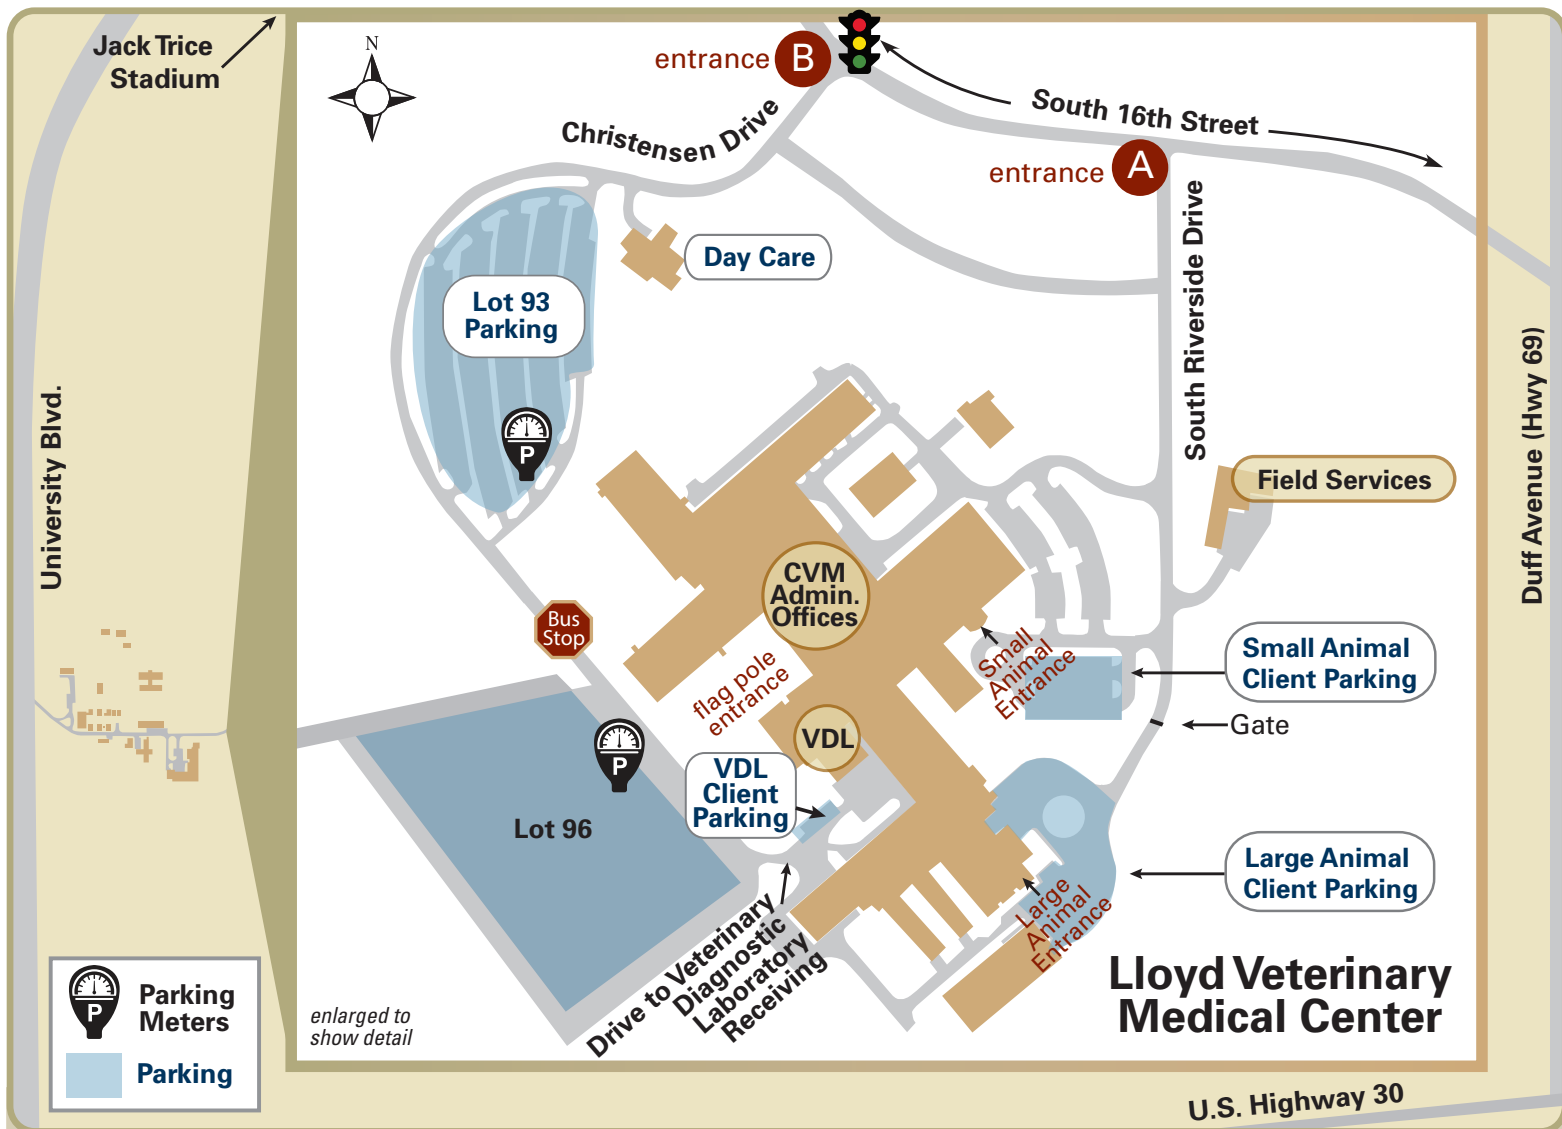 Jack Trice
Stadium
N
entrance B
South 16th Street
Christensen Drive
entrance A
South Riverside Drive
Day Care
Lot 93
Parking
P
University Blvd.
Duff Avenue (Hwy 69)
Field Services
CVM
Admin.
Offices
Bus
Stop
Small
Animal
Entrance
Small Animal
Client Parking
flag pole
entrance
Gate
VDL
P
VDL
Client
Parking
Lot 96
Large Animal
Client Parking
Large
Animal
Entrance
Drive to Veterinary
Diagnostic
Laboratory
Receiving
Lloyd Veterinary
Medical Center
P
Parking
Meters
Parking
enlarged to
show detail
U.S. Highway 30